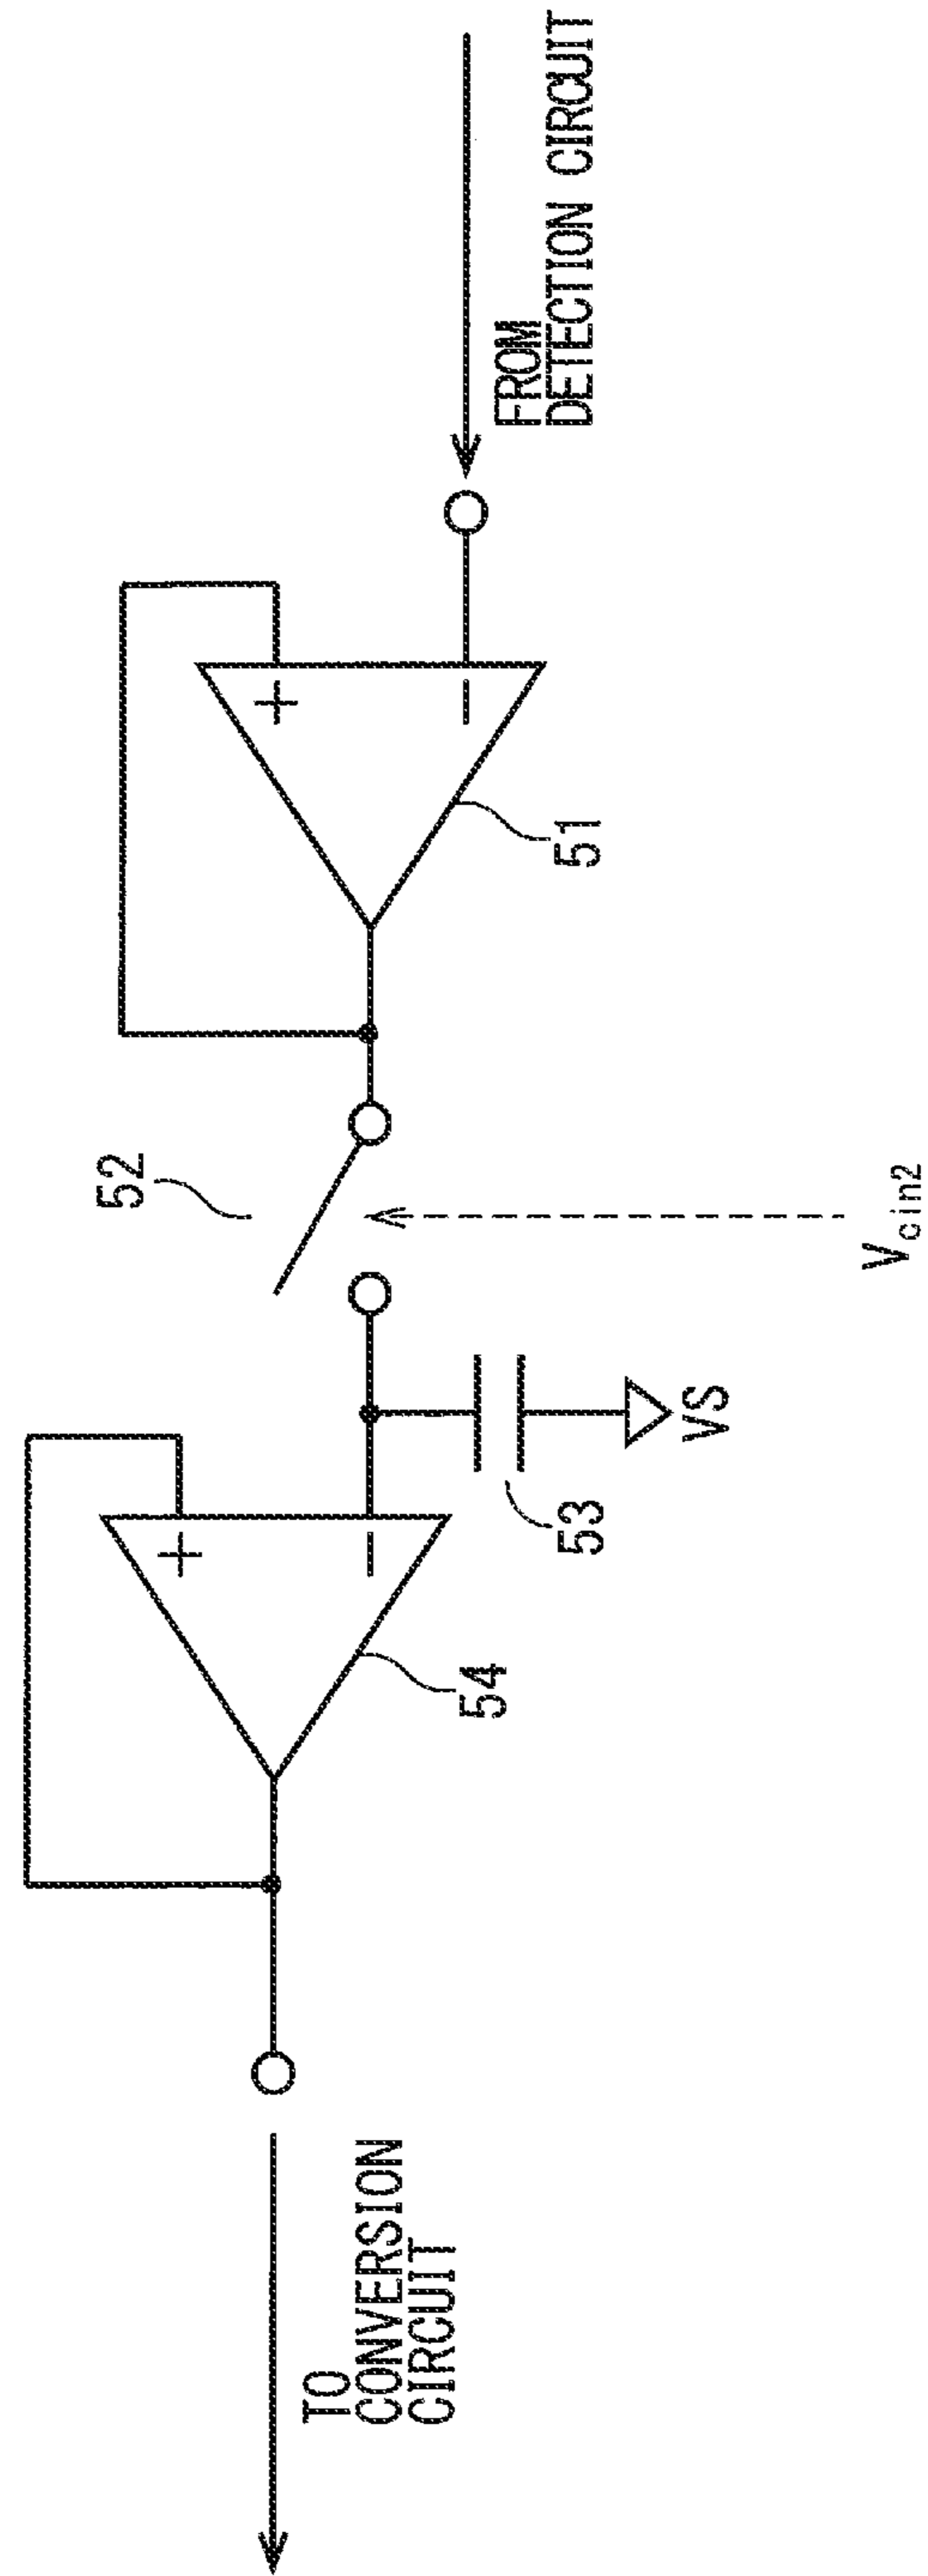 52
+
+
TO
CONVERSION
CIRCUIT
−
−
54
53
51
FROM
DETECTION CIRCUIT
VS
Vcin2